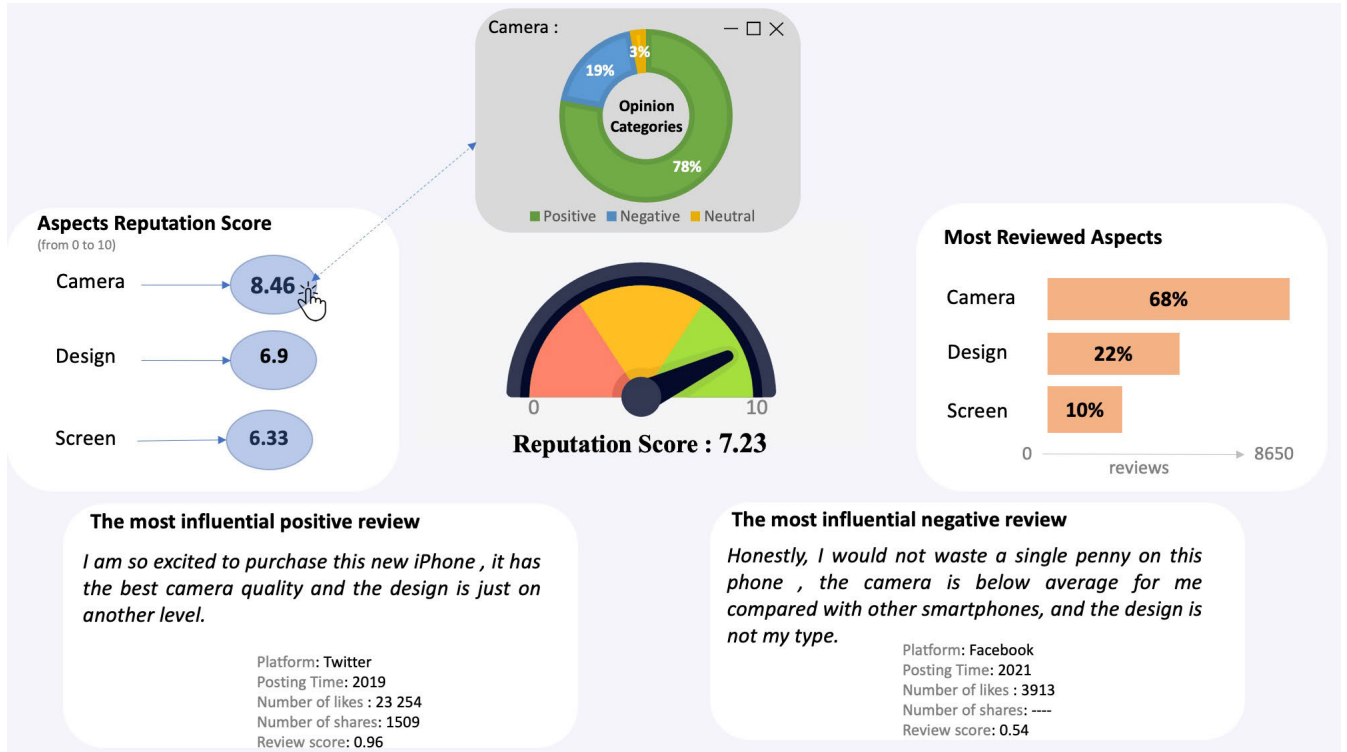 Camera :
3%
19%
Opinion
Categories
78%
Positive Negative Neutral
Aspects Reputation Score
(from 0 to 10)
Camera
8.46
Design
6.9
Screen
6.33
0
10
Reputation Score : 7.23
Most Reviewed Aspects
Camera
68%
Design
22%
Screen
10%
0
8650
reviews
The most influential positive review
I am so excited to purchase this new iPhone , it has
the best camera quality and the design is just on
another level.
Platform: Twitter
Posting Time: 2019
Number of likes : 23 254
Number of shares: 1509
Review score: 0.96
The most influential negative review
Honestly, I would not waste a single penny on this
phone , the camera is below average for me
compared with other smartphones, and the design is
not my type.
Platform: Facebook
Posting Time: 2021
Number of likes : 3913
Number of shares: ----
Review score: 0.54